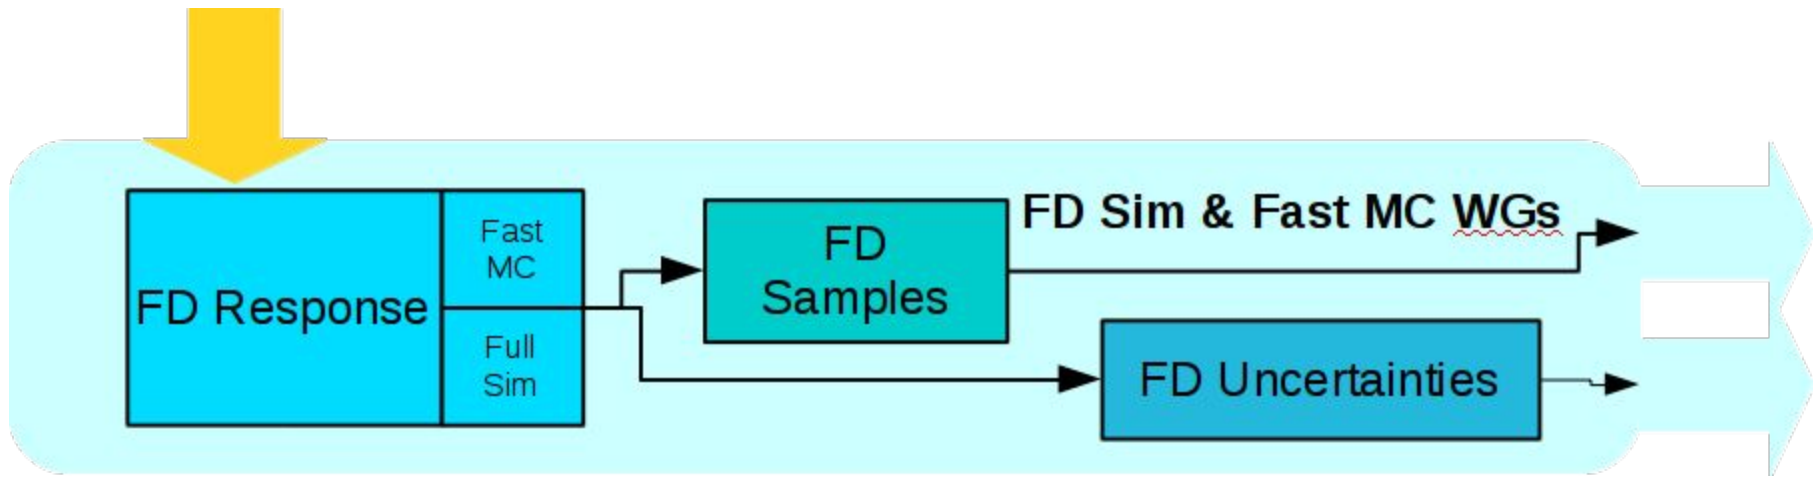 FD Response
Fast
MC
Full
Sim
FD
Samples
FD Sim & Fast MC WGs
FD Uncertainties